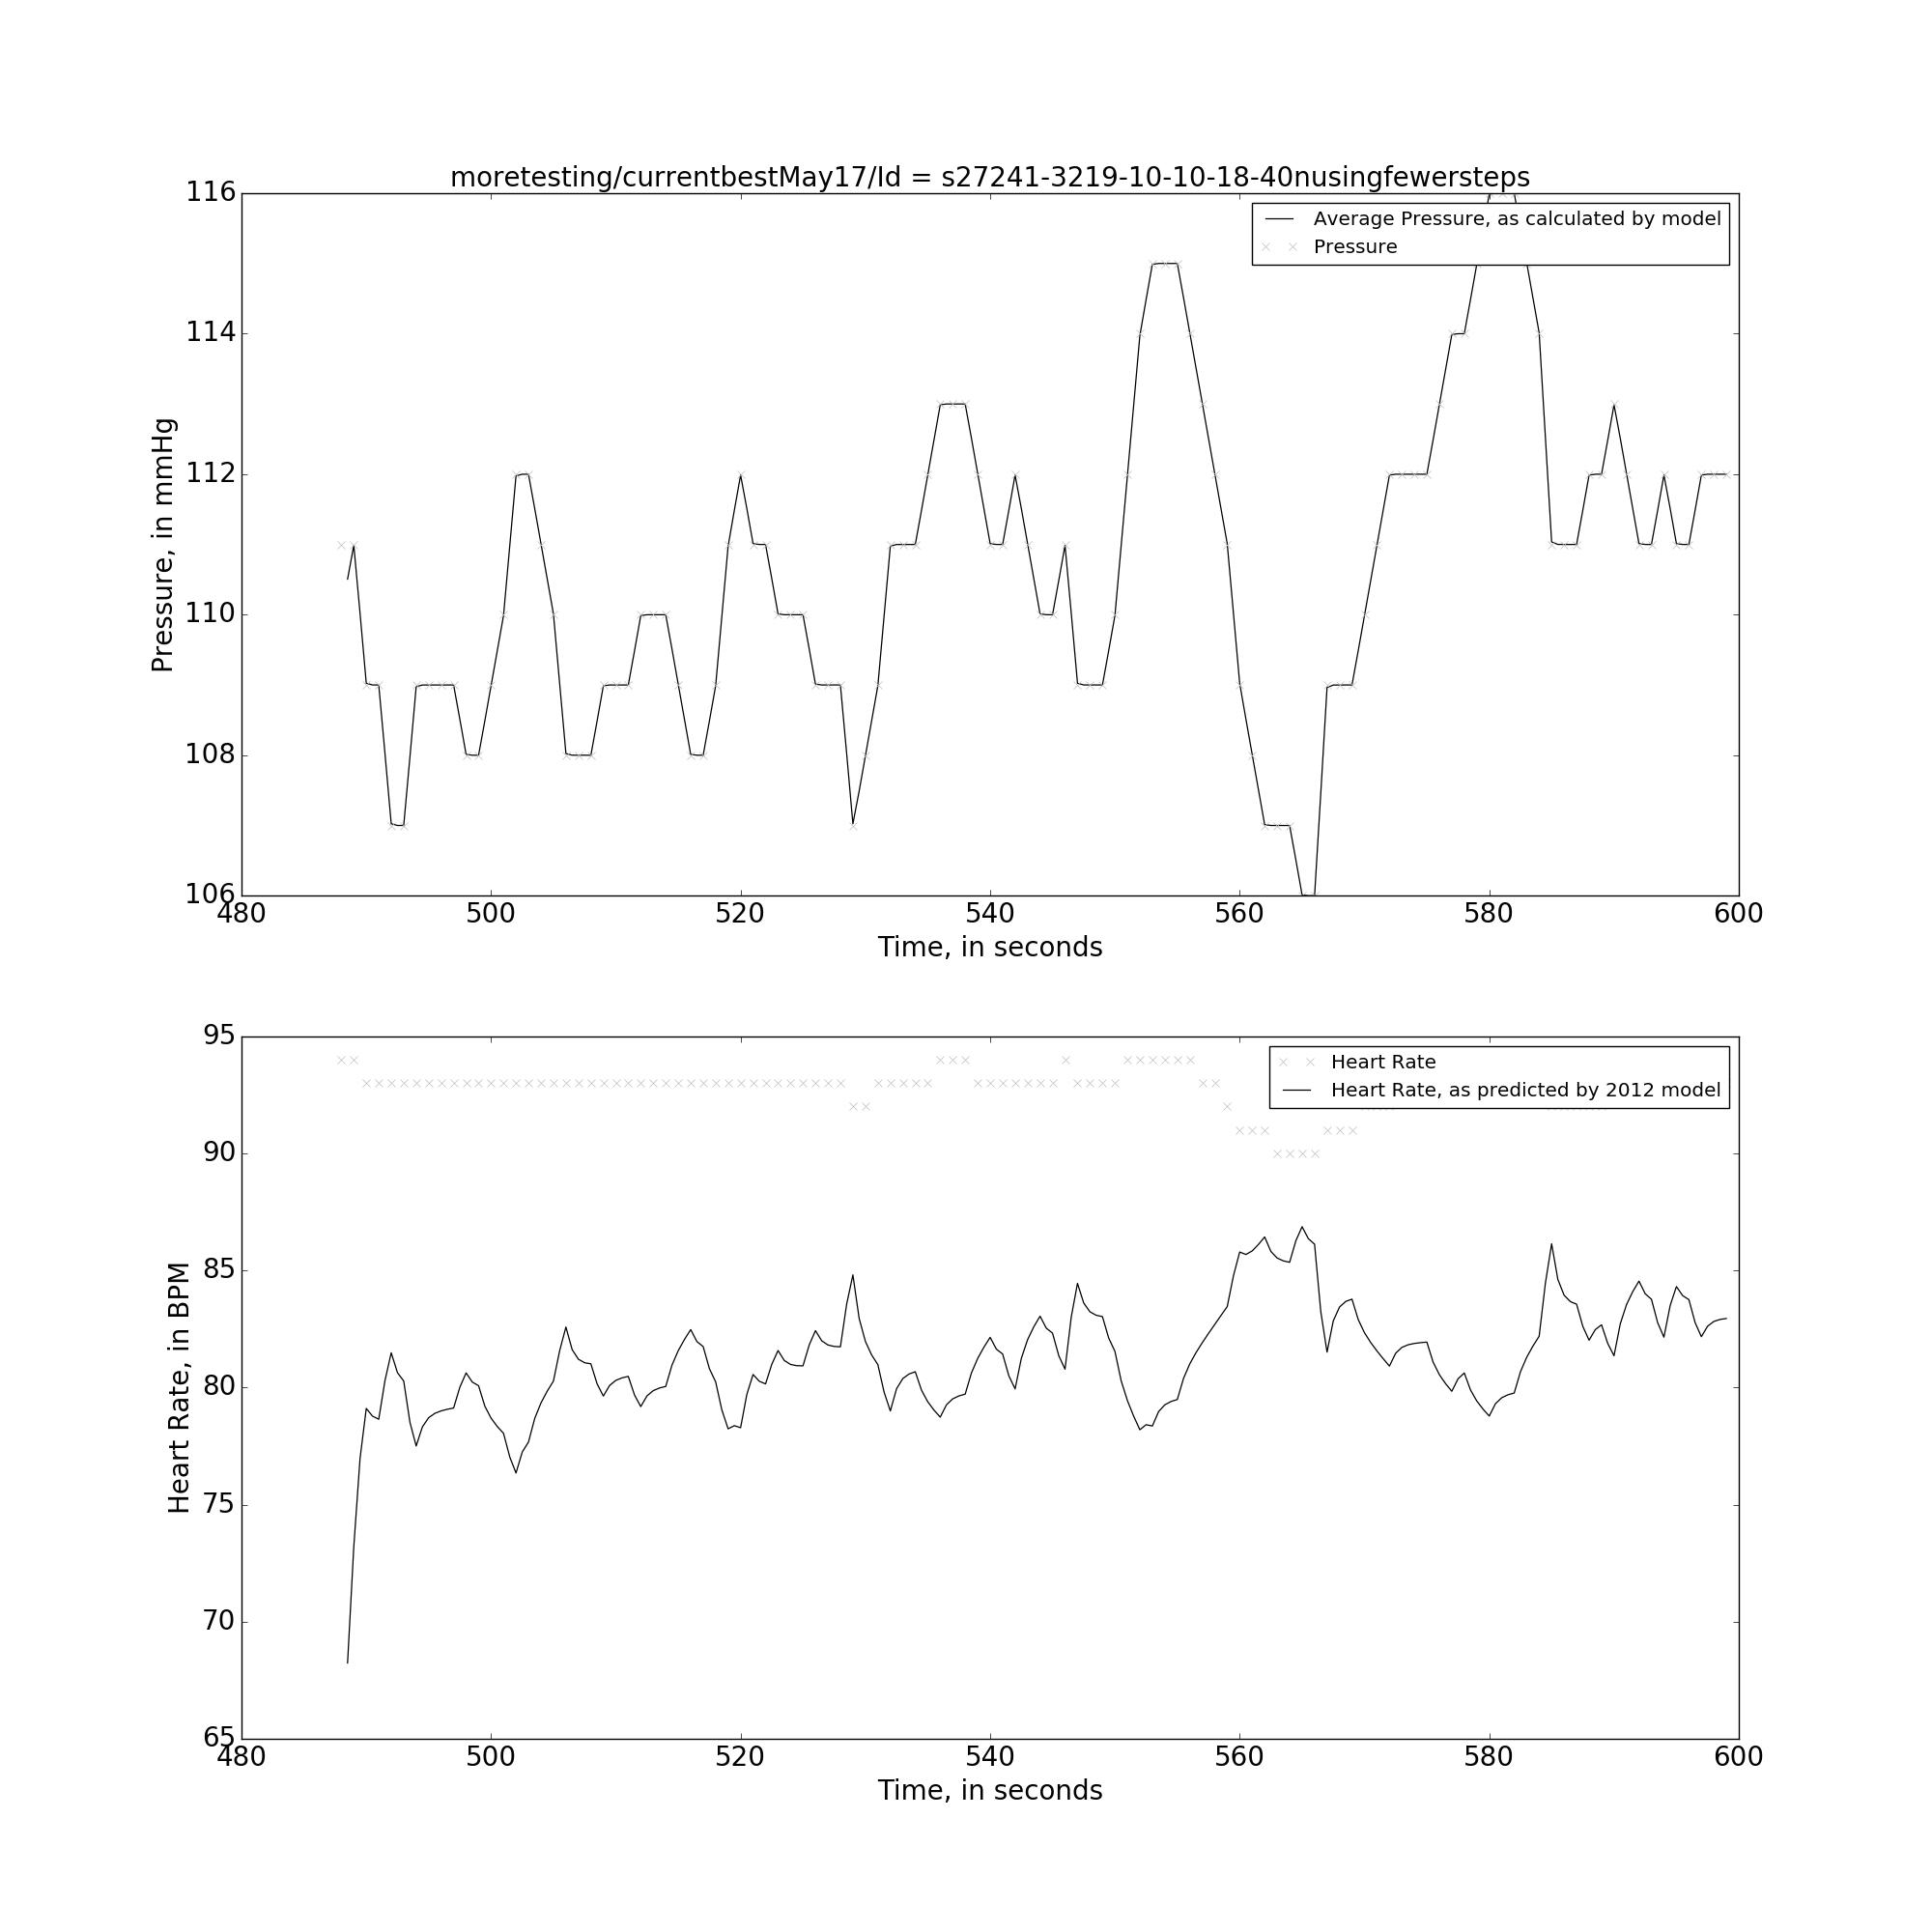 moretesting/currentbestMay17/Id = s27241-3219-10-10-18-40nusingfewersteps
116
Average Pressure, as calculated by model
Pressure
114
112
110
108
106
Pressure, in mmHg
480 500 520 540 560 580 600
Time, in seconds
95
Heart Rate
Heart Rate, as predicted by 2012 model
90
85
80
75
70
65
Heart Rate, in BPM
480 500 520 540 560 580 600
Time, in seconds